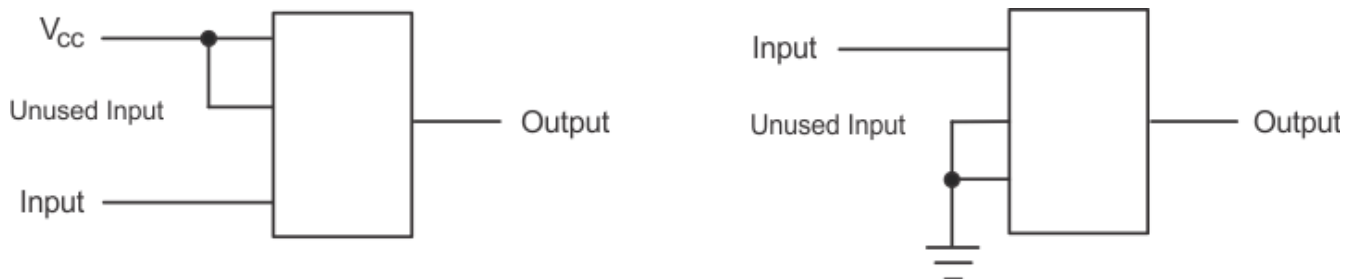 VCC
Unused Input
Input
Output
Input
Unused Input
Output